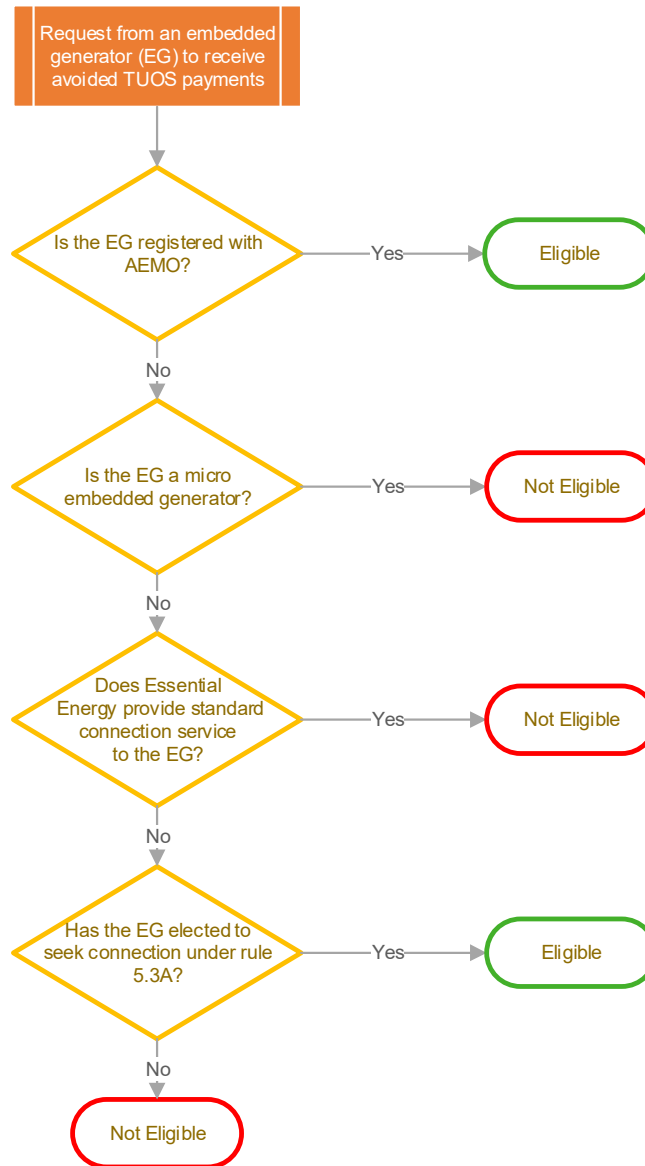 Request from an embedded
generator (EG) to receive
avoided TUOS payments
Is the EG registered with
AEMO?
Yes
Eligible
No
Is the EG a micro
embedded generator?
Yes
Not Eligible
No
Does Essential
Energy provide standard
connection service
to the EG?
Yes
Not Eligible
No
Has the EG elected to
seek connection under rule
5.3A?
Yes
Eligible
No
Not Eligible